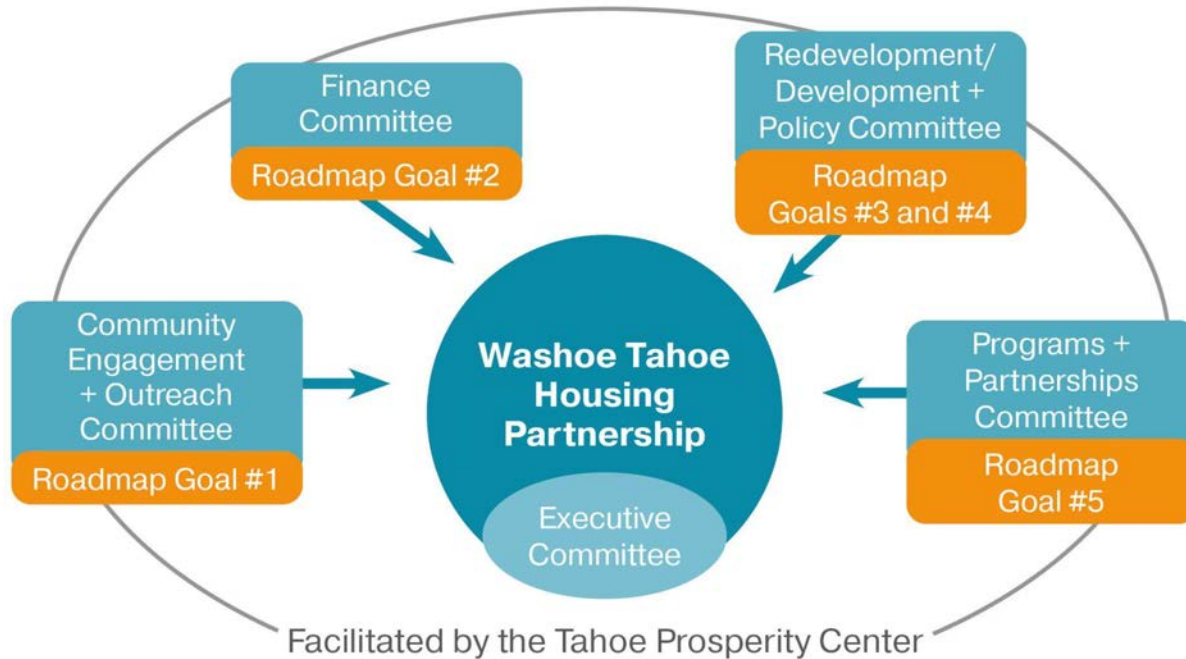 Finance
Committee
Roadmap Goal #2
Redevelopment/
Development +
Policy Committee
Roadmap
Goals #3 and #4
Community
Engagement
+ Outreach
Committee
Roadmap Goal #1
Washoe Tahoe
Housing
Partnership
Executive
Committee
Programs +
Partnerships
Committee
Roadmap
Goal #5
Facilitated by the Tahoe Prosperity Center